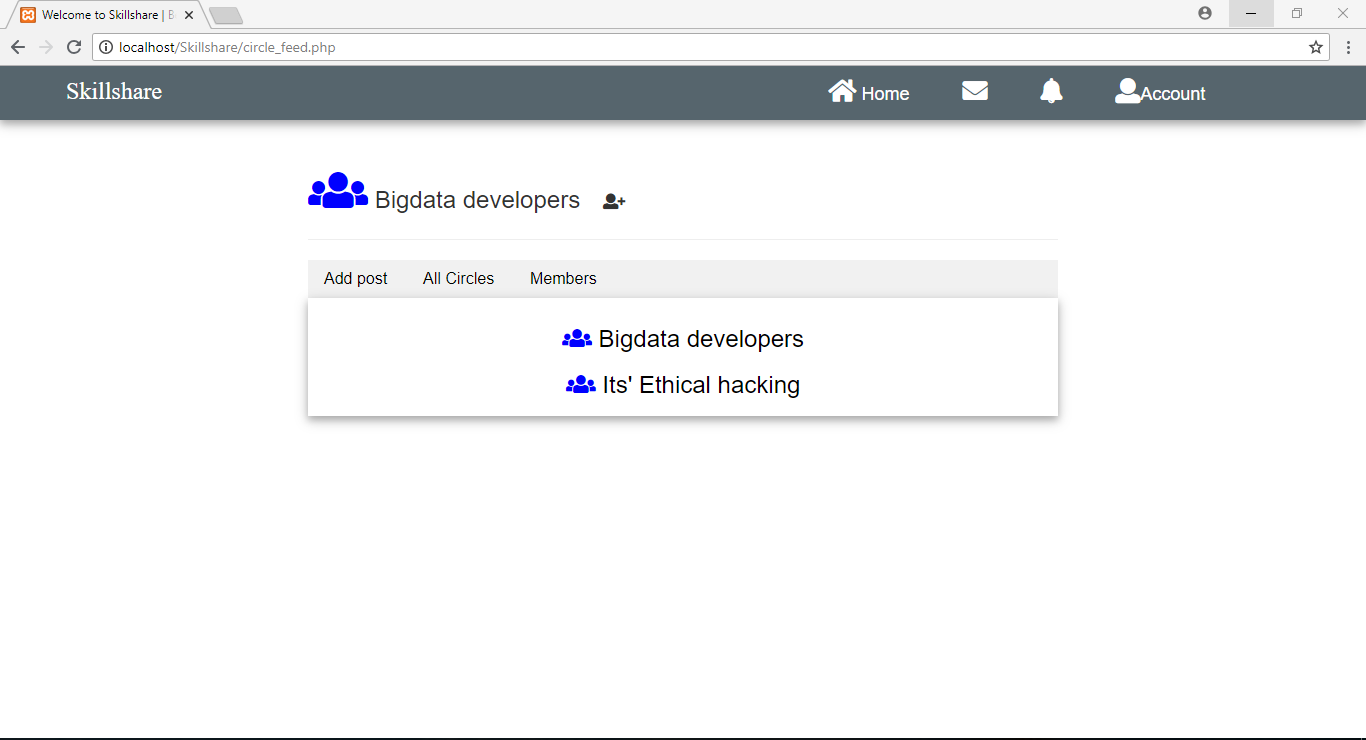 Welcome to Skillshare | B
localhost/Skillshare/circle_feed.php
Skillshare Home Account
Bigdata developers
Add post All Circles Members
Bigdata developers
Its' Ethical hacking